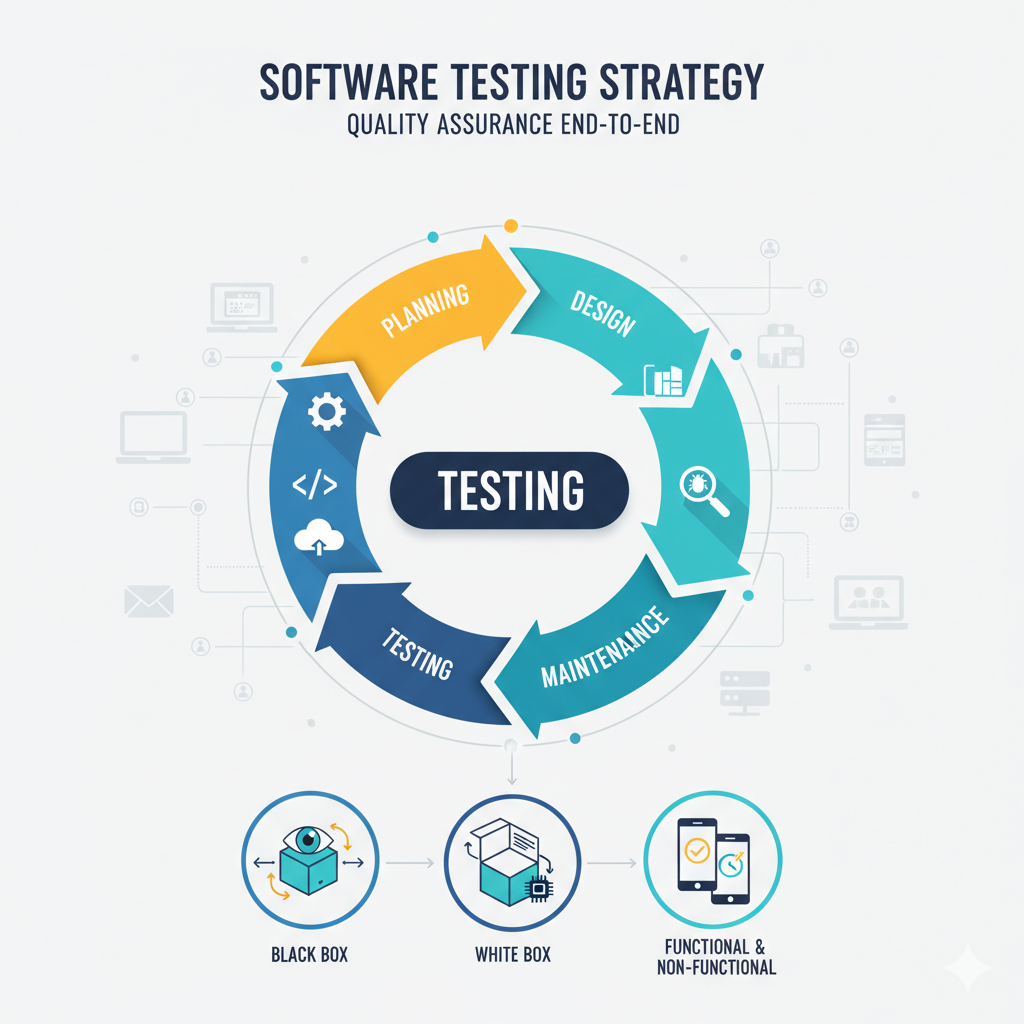 SOFTWARE TESTING STRATEGY
QUALITY ASSURANCE END-TO-END
PLANNING
DESIGN
</>
TESTING
TESTING
MAINTENAINCE
BLACK BOX
WHITE BOX
FUNCTIONAL &
NON-FUNCTIONAL